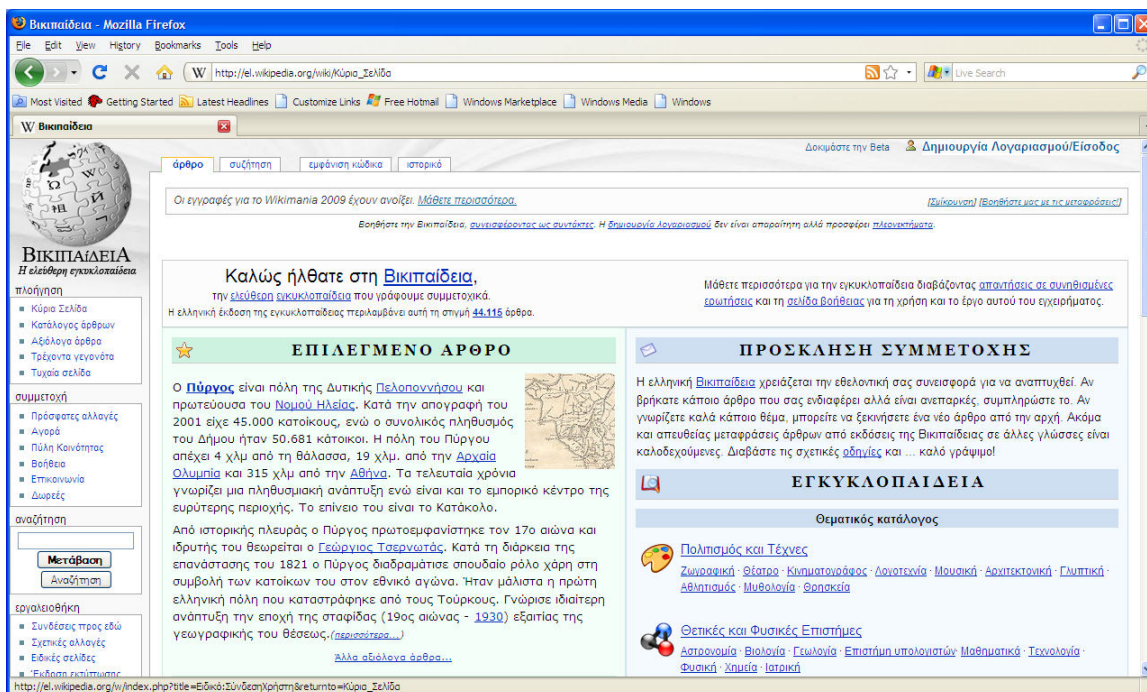 Βικιπαίδεια - Mozilla Firefox
File Edit View History Bookmarks Tools Help
W http://el.wikipedia.org/wiki/Κύρια_Σελίδα
Live Search
Most Visited Getting Started Latest Headlines Customize Links Free Hotmail Windows Marketplace Windows Media Windows
W Βικιπαίδεια
Δοκιμάστε την Beta Δημιουργία Λογαριασμού/Είσοδος
άρθρο συζήτηση εμφάνιση κώδικα ιστορικό
Οι εγγραφές για το Wikimania 2009 έχουν ανοίξει. Μάθετε περισσότερα.
[Σμίκρυνση] [Βοηθήστε μας με τις μεταφράσεις!]
Βοηθήστε την Βικιπαίδεια, συνεισφέροντας ως συντάκτες. Η δημιουργία λογαριασμού δεν είναι απαραίτητη αλλά προσφέρει πλεονεκτήματα.
ΒΙΚΙΠΑίΔΕΙΑ
Η ελεύθερη εγκυκλοπαίδεια
πλοήγηση
Κύρια Σελίδα
Κατάλογος άρθρων
Αξιόλογα άρθρα
Τρέχοντα γεγονότα
Τυχαία σελίδα
συμμετοχή
Πρόσφατες αλλαγές
Αγορά
Πύλη Κοινότητας
Βοήθεια
Επικοινωνία
Δωρεές
αναζήτηση
Μετάβαση
Αναζήτηση
εργαλειοθήκη
Συνδέσεις προς εδώ
Σχετικές αλλαγές
Ειδικές σελίδες
Έκδοση εκτύπωσης
Καλώς ήλθατε στη Βικιπαίδεια,
την ελεύθερη εγκυκλοπαίδεια που γράφουμε συμμετοχικά.
Η ελληνική έκδοση της εγκυκλοπαίδειας περιλαμβάνει αυτή τη στιγμή 44.115 άρθρα.
Μάθετε περισσότερα για την εγκυκλοπαίδεια διαβάζοντας απαντήσεις σε συνηθισμένες
ερωτήσεις και τη σελίδα βοήθειας για τη χρήση και το έργο αυτού του εγχειρήματος.
ΕΠΙΛΕΓΜΕΝΟ ΑΡΘΡΟ
Ο Πύργος είναι πόλη της Δυτικής Πελοποννήσου και
πρωτεύουσα του Νομού Ηλείας. Κατά την απογραφή του
2001 είχε 45.000 κατοίκους, ενώ ο συνολικός πληθυσμός
του Δήμου ήταν 50.681 κάτοικοι. Η πόλη του Πύργου
απέχει 4 χλμ από τη θάλασσα, 19 χλμ. από την Αρχαία
Ολυμπία και 315 χλμ από την Αθήνα. Τα τελευταία χρόνια
γνωρίζει μια πληθυσμιακή ανάπτυξη ενώ είναι και το εμπορικό κέντρο της
ευρύτερης περιοχής. Το επίνειο του είναι το Κατάκολο.
Από ιστορικής πλευράς ο Πύργος πρωτοεμφανίστηκε τον 17ο αιώνα και
ιδρυτής του θεωρείται ο Γεώργιος Τσερνωτάς. Κατά τη διάρκεια της
επανάστασης του 1821 ο Πύργος διαδραμάτισε σπουδαίο ρόλο χάρη στη
συμβολή των κατοίκων του στον εθνικό αγώνα. Ήταν μάλιστα η πρώτη
ελληνική πόλη που καταστράφηκε από τους Τούρκους. Γνώρισε ιδιαίτερη
ανάπτυξη την εποχή της σταφίδας (19ος αιώνας - 1930) εξαιτίας της
γεωγραφικής του θέσεως.(περισσότερα...)
Άλλα αξιόλογα άρθρα...
ΠΡΟΣΚΛΗΣΗ ΣΥΜΜΕΤΟΧΗΣ
Η ελληνική Βικιπαίδεια χρειάζεται την εθελοντική σας συνεισφορά για να αναπτυχθεί. Αν
βρήκατε κάποιο άρθρο που σας ενδιαφέρει αλλά είναι ανεπαρκές, συμπληρώστε το. Αν
γνωρίζετε καλά κάποιο θέμα, μπορείτε να ξεκινήσετε ένα νέο άρθρο από την αρχή. Ακόμα
και απευθείας μεταφράσεις άρθρων από εκδόσεις της Βικιπαίδειας σε άλλες γλώσσες είναι
καλοδεχούμενες. Διαβάστε τις σχετικές οδηγίες και ... καλό γράψιμο!
ΕΓΚΥΚΛΟΠΑΙΔΕΙΑ
Θεματικός κατάλογος
Πολιτισμός και Τέχνες
Ζωγραφική · Θέατρο · Κινηματογράφος · Λογοτεχνία · Μουσική · Αρχιτεκτονική · Γλυπτική ·
Αθλητισμός · Μυθολογία · Θρησκεία
Θετικές και Φυσικές Επιστήμες
Αστρονομία · Βιολογία · Γεωλογία · Επιστήμη υπολογιστών· Μαθηματικά · Τεχνολογία ·
Φυσική · Χημεία · Ιατρική
http://el.wikipedia.org/w/index.php?title=Ειδικό:ΣύνδεσηΧρήστη&returnto=Κύρια_Σελίδα